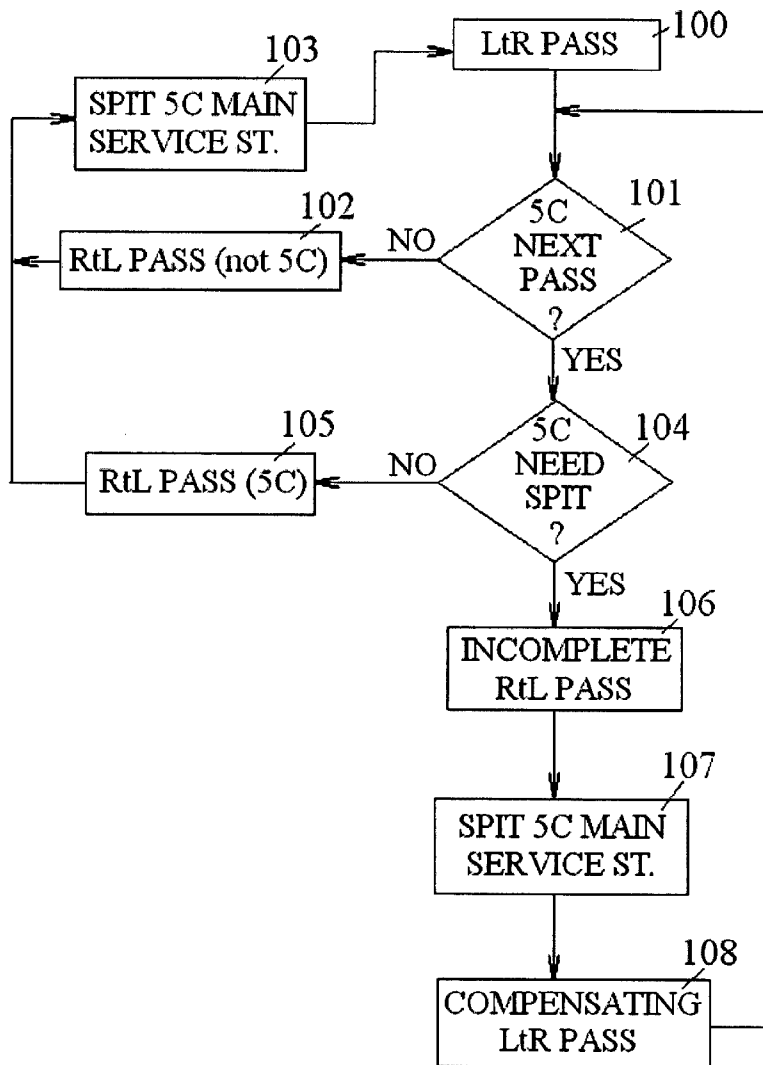 100
LtR PASS
103
SPIT 5C MAIN
SERVICE ST.
101
5C
NEXT
PASS
?
102
NO
RtL PASS (not 5C)
YES
104
5C
NEED
SPIT
?
105
NO
RtL PASS (5C)
YES
106
INCOMPLETE
RtL PASS
107
SPIT 5C MAIN
SERVICE ST.
108
COMPENSATING
LtR PASS